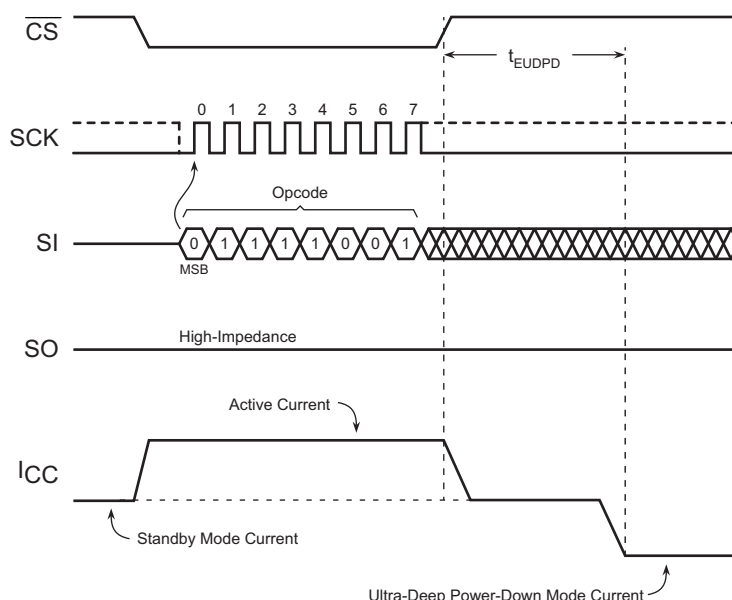 CS
tEUDPD
0 1 2 3 4 5 6 7
SCK
Opcode
SI
0 1 1 1 1 0 0 1
MSB
High-Impedance
SO
Active Current
ICC
Standby Mode Current
Ultra-Deep Power-Down Mode Current